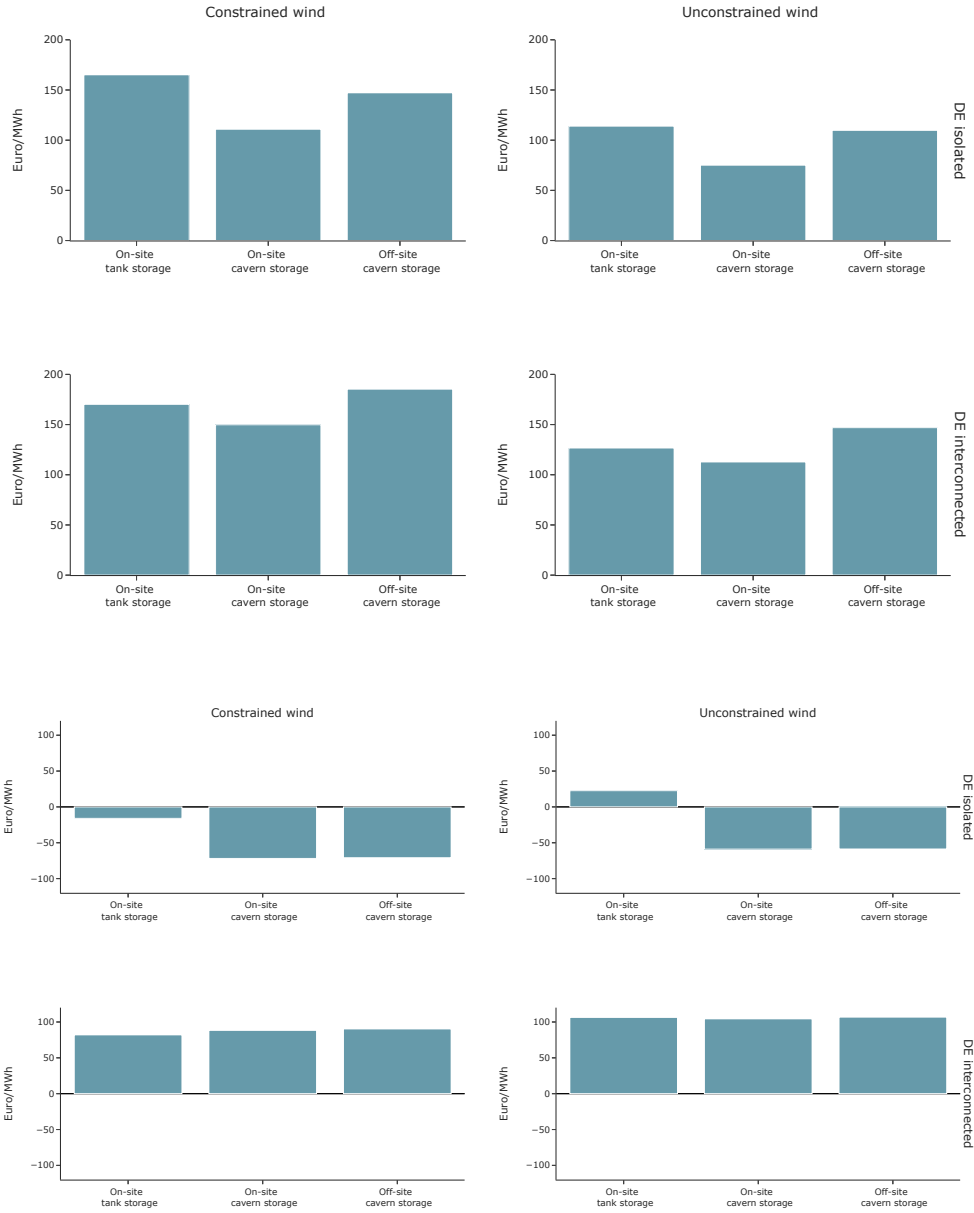 Constrained wind
Unconstrained wind
200
150
100
50
0
Euro/MWh
On-site
tank storage
On-site
cavern storage
Off-site
cavern storage
200
150
100
50
0
Euro/MWh
On-site
tank storage
On-site
cavern storage
Off-site
cavern storage
DE isolated
200
150
100
50
0
Euro/MWh
On-site
tank storage
On-site
cavern storage
Off-site
cavern storage
200
150
100
50
0
Euro/MWh
On-site
tank storage
On-site
cavern storage
Off-site
cavern storage
DE interconnected
Constrained wind
Unconstrained wind
100
50
0
−50
−100
Euro/MWh
On-site
tank storage
On-site
cavern storage
Off-site
cavern storage
100
50
0
−50
−100
Euro/MWh
On-site
tank storage
On-site
cavern storage
Off-site
cavern storage
DE isolated
100
50
0
−50
−100
Euro/MWh
On-site
tank storage
On-site
cavern storage
Off-site
cavern storage
100
50
0
−50
−100
Euro/MWh
On-site
tank storage
On-site
cavern storage
Off-site
cavern storage
DE interconnected